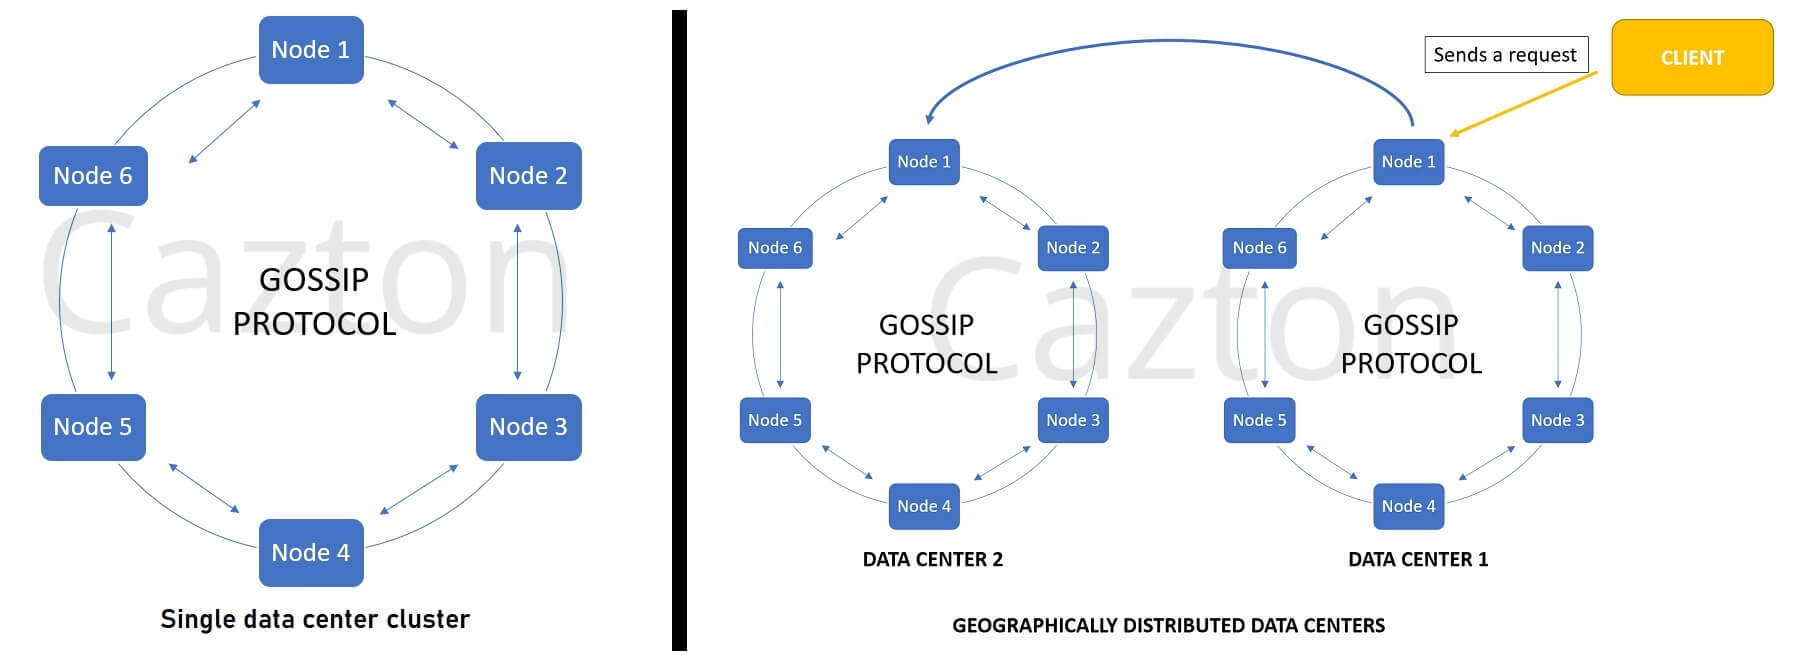 Node 1
Node 6
Node 2
Cazton
GOSSIP
PROTOCOL
Node 5
Node 3
Node 4
Single data center cluster
Sends a request
CLIENT
Node 1
Node 6
Node 2
GOSSIP
PROTOCOL
Node 5
Node 3
Node 4
DATA CENTER 2
Cazton
Node 1
Node 6
Node 2
GOSSIP
PROTOCOL
Node 5
Node 3
Node 4
DATA CENTER 1
GEOGRAPHICALLY DISTRIBUTED DATA CENTERS